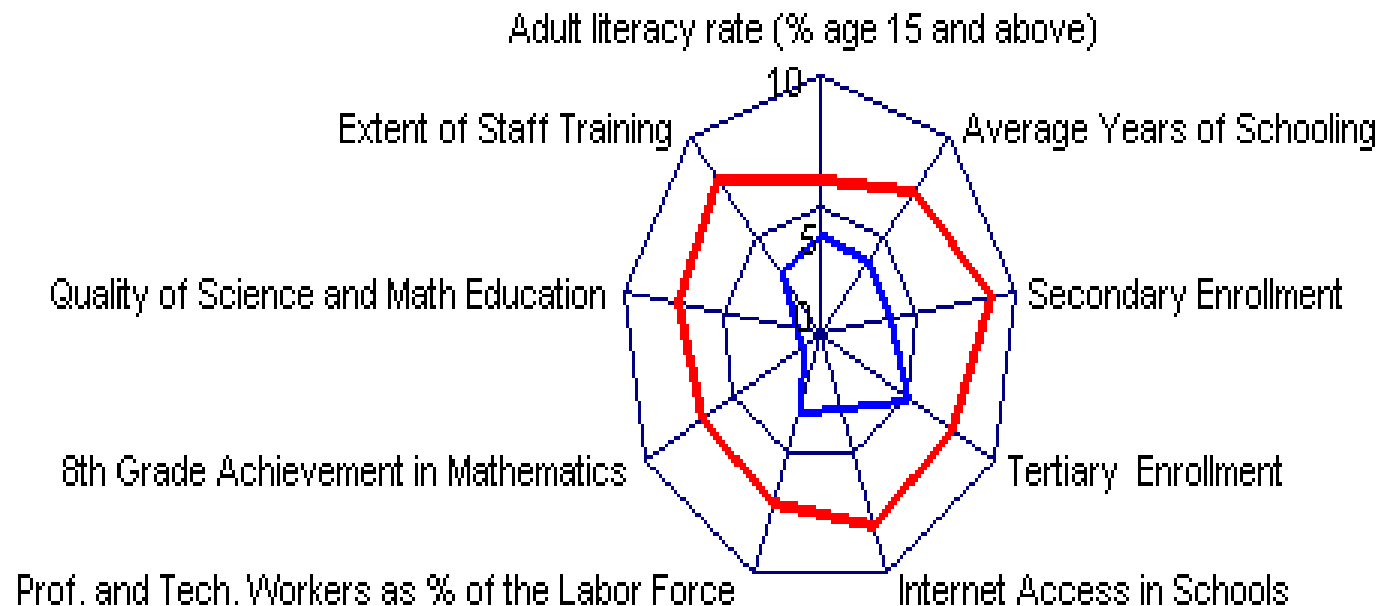 Adult literacy rate (% age 15 and above)
10
Extent of Staff Training
Average Years of Schooling
5
Quality of Science and Math Education
0
Secondary Enrollment
8th Grade Achievement in Mathematics
Tertiary Enrollment
Prof. and Tech. Workers as % of the Labor Force
Internet Access in Schools